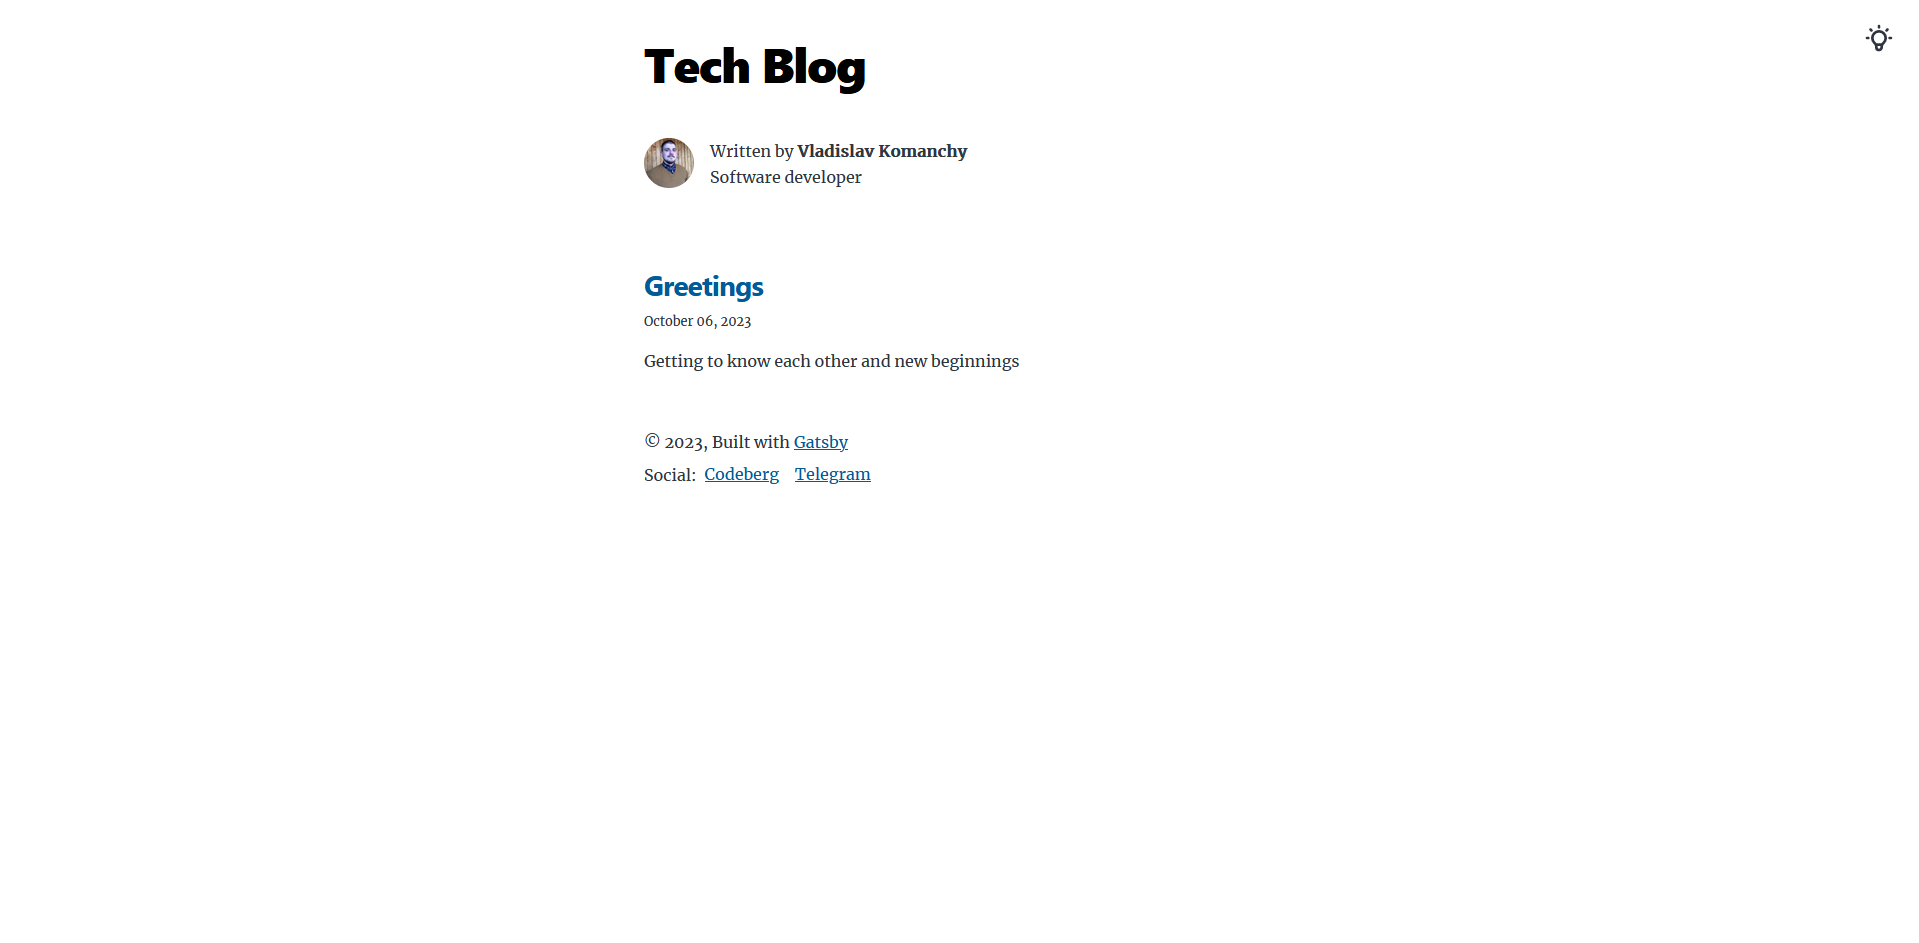 Tech Blog
Written by Vladislav Komanchy
Software developer
Greetings
October 06, 2023
Getting to know each other and new beginnings
© 2023, Built with Gatsby
Social: Codeberg Telegram